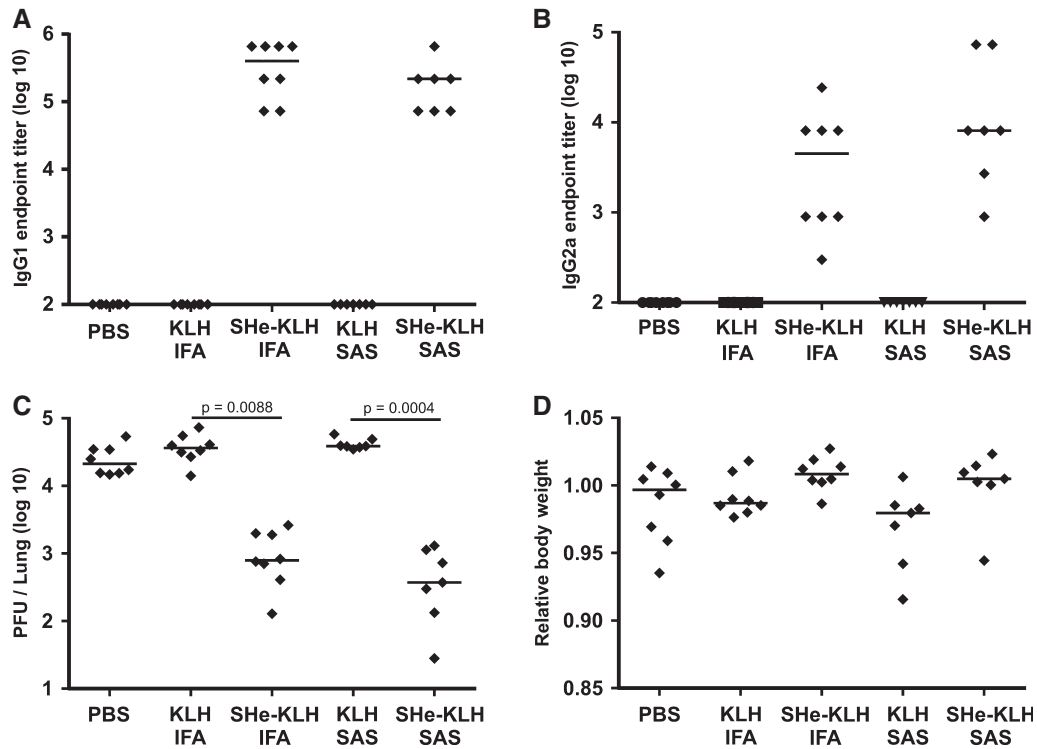 A
IgG1 endpoint titer (log 10)
6
5
4
3
2
PBS
KLH
IFA
SHe-KLH
IFA
KLH
SAS
SHe-KLH
SAS
B
IgG2a endpoint titer (log 10)
5
4
3
2
PBS
KLH
IFA
SHe-KLH
IFA
KLH
SAS
SHe-KLH
SAS
C
PFU / Lung (log 10)
5
4
3
2
1
p = 0.0088
p = 0.0004
PBS
KLH
IFA
SHe-KLH
IFA
KLH
SAS
SHe-KLH
SAS
D
Relative body weight
1.05
1.00
0.95
0.90
0.85
PBS
KLH
IFA
SHe-KLH
IFA
KLH
SAS
SHe-KLH
SAS